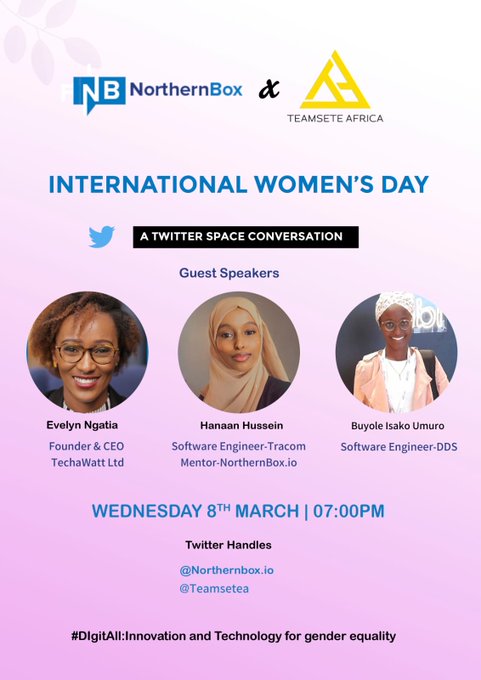 NB NorthernBox x
TEAMSETE AFRICA
INTERNATIONAL WOMEN'S DAY
A TWITTER SPACE CONVERSATION
Guest Speakers
Evelyn Ngatia
Founder & CEO
TechaWatt Ltd
Hanaan Hussein
Software Engineer-Tracom
Mentor-NorthernBox.io
Buyole Isako Umuro
Software Engineer-DDS
WEDNESDAY 8TH MARCH | 07:00PM
Twitter Handles
@Northernbox.io
@Teamsetea
#DIgitAll:Innovation and Technology for gender equality